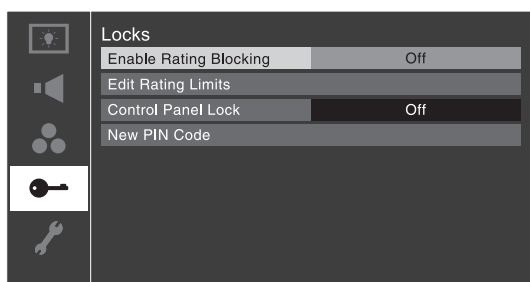 Locks
Enable Rating Blocking Off
Edit Rating Limits
Control Panel Lock Off
New PIN Code